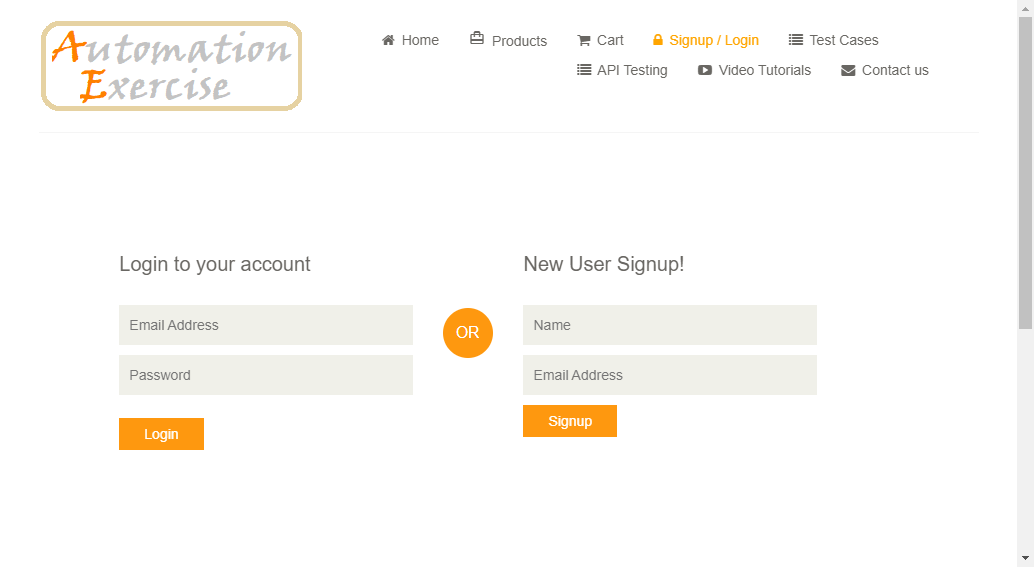 Automation
Exercise
Home Products Cart Signup / Login Test Cases
API Testing Video Tutorials Contact us
Login to your account
Email Address
Password
Login
OR
New User Signup!
Name
Email Address
Signup